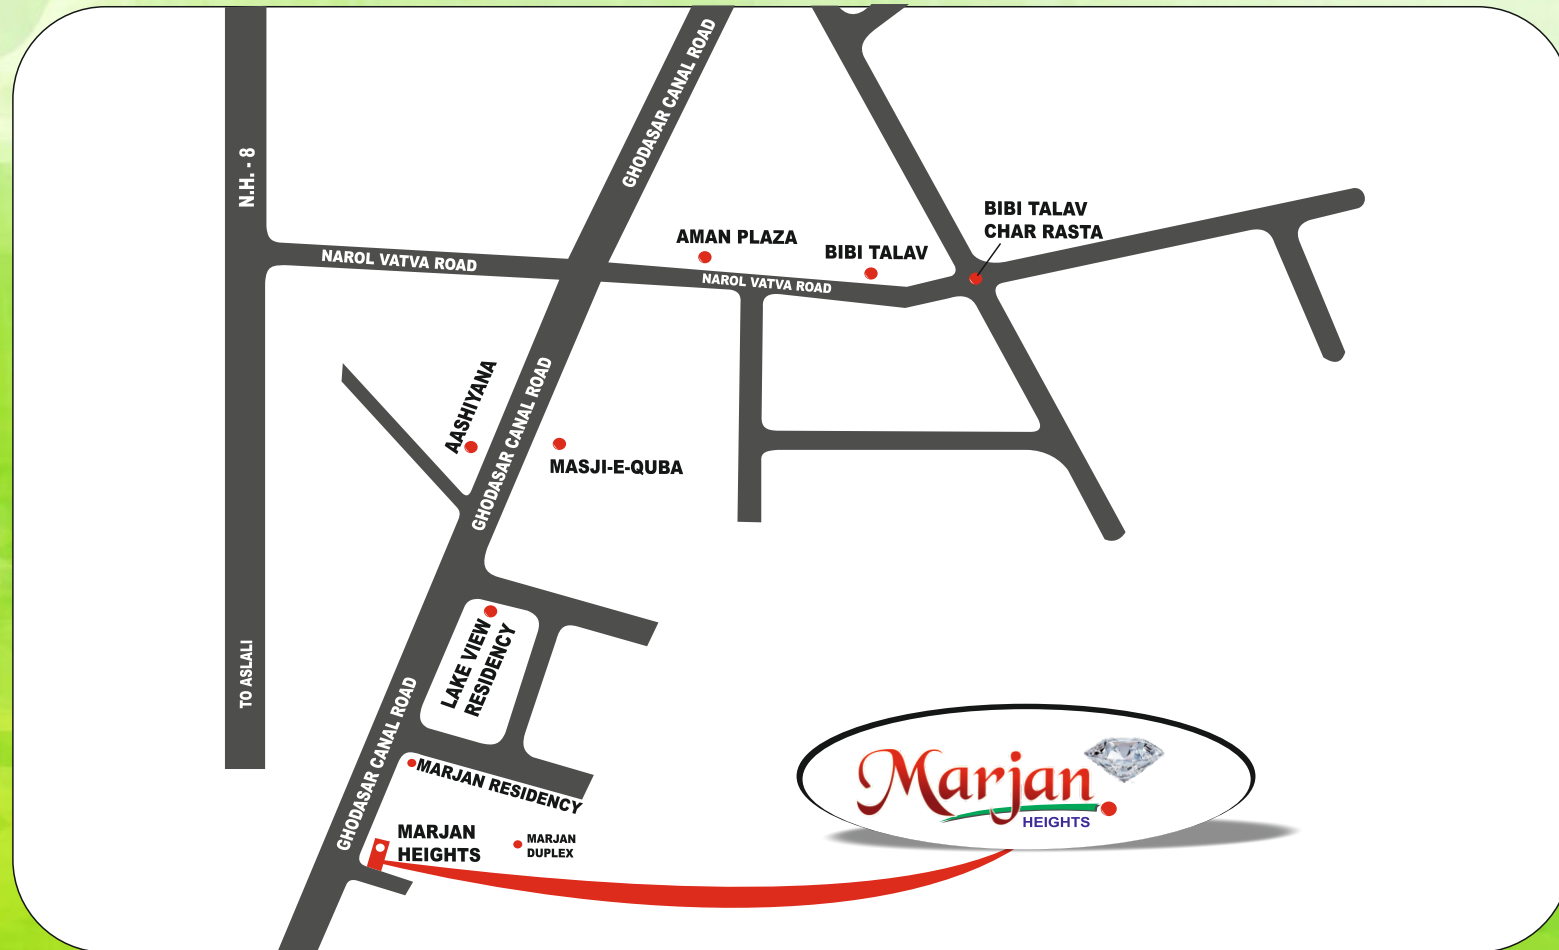 GHODASAR CANAL ROAD
N.H. - 8
NAROL VATVA ROAD
AMAN PLAZA
BIBI TALAV
BIBI TALAV
CHAR RASTA
NAROL VATVA ROAD
AASHIYANA
GHODASAR CANAL ROAD
MASJI-E-QUBA
TO ASLALI
LAKE VIEW
RESIDENCY
GHODASAR CANAL ROAD
MARJAN RESIDENCY
MARJAN
HEIGHTS
MARJAN
DUPLEX
Marjan
HEIGHTS